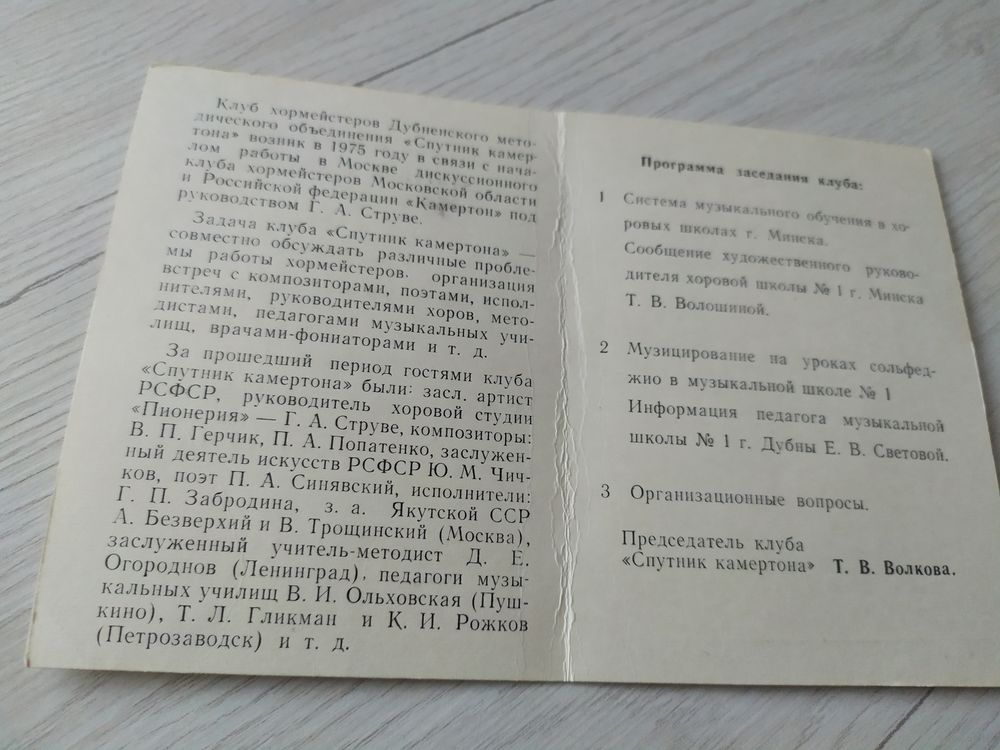 Клуб хормейстеров Дубненского мето-
дического объединения «Спутник камер-
тона» возник в 1975 году в связи с нача-
лом работы в Москве дискуссионного
клуба хормейстеров Московской области
и Российской федерации «Камертон» под
руководством Г. А. Струве.
Задача клуба «Спутник камертона» —
совместно обсуждать различные пробле-
мы работы хормейстеров, организация
встреч с композиторами, поэтами, испол-
нителями, руководителями хоров, мето-
дистами, педагогами музыкальных учи-
лищ, врачами-фониаторами и т. д.
За прошедший период гостями клуба
«Спутник камертона» были: засл. артист
РСФСР, руководитель хоровой студии
«Пионерия» — Г. А. Струве, композиторы:
В. П. Герчик, П. А. Попатенко, заслужен-
ный деятель искусств РСФСР Ю. М. Чич-
ков, поэт П. А. Синявский, исполнители:
Г. П. Забродина, з. а. Якутской ССР
А. Безверхий и В. Трощинский (Москва),
заслуженный учитель-методист Д. Е.
Огороднов (Ленинград), педагоги музы-
кальных училищ В. И. Ольховская (Пуш-
кино), Т. Л. Гликман и К. И. Рожков
(Петрозаводск) и т. д.
Программа заседания клуба:
1 Система музыкального обучения в хо-
ровых школах г. Минска.
Сообщение художественного руково-
дителя хоровой школы № 1 г. Минска
Т. В. Волошиной.
2 Музицирование на уроках сольфед-
жио в музыкальной школе № 1
Информация педагога музыкальной
школы № 1 г. Дубны Е. В. Световой.
3 Организационные вопросы.
Председатель клуба
«Спутник камертона» Т. В. Волкова.